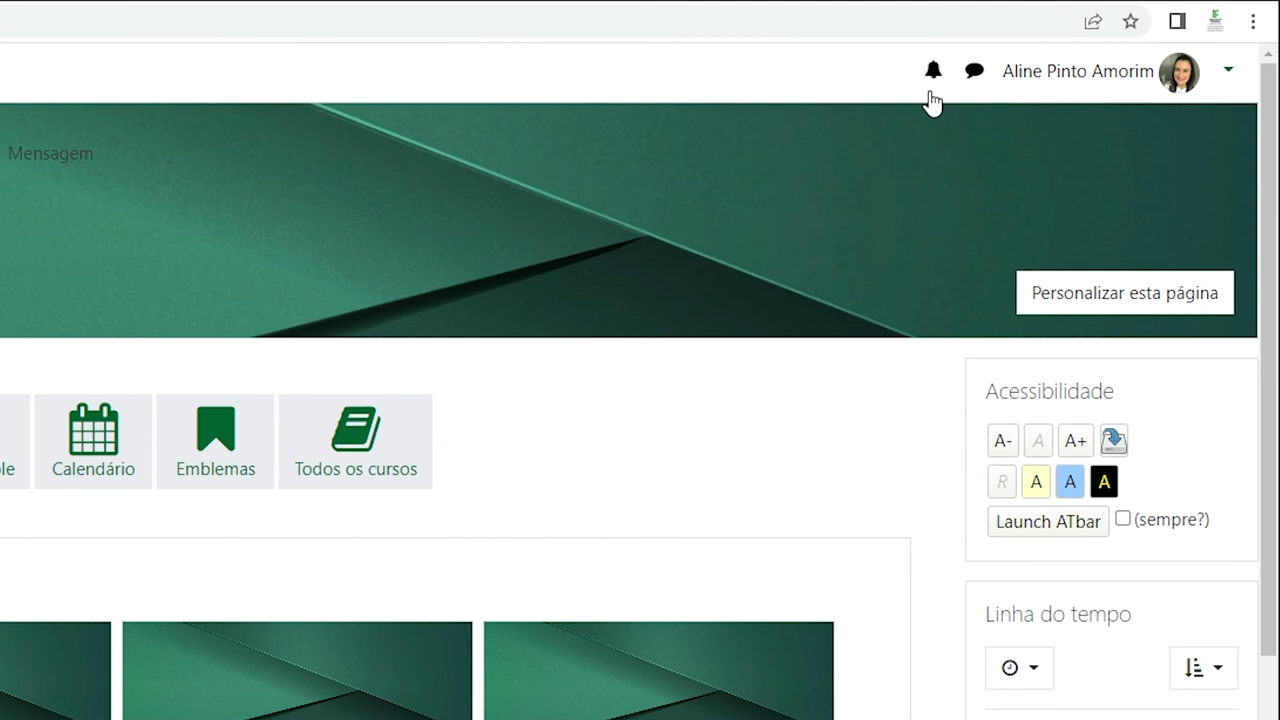 Aline Pinto Amorim
Mensagem
Personalizar esta página
Calendário
Emblemas
Todos os cursos
Acessibilidade
A- A A+
R A A A
Launch ATbar (sempre?)
Linha do tempo